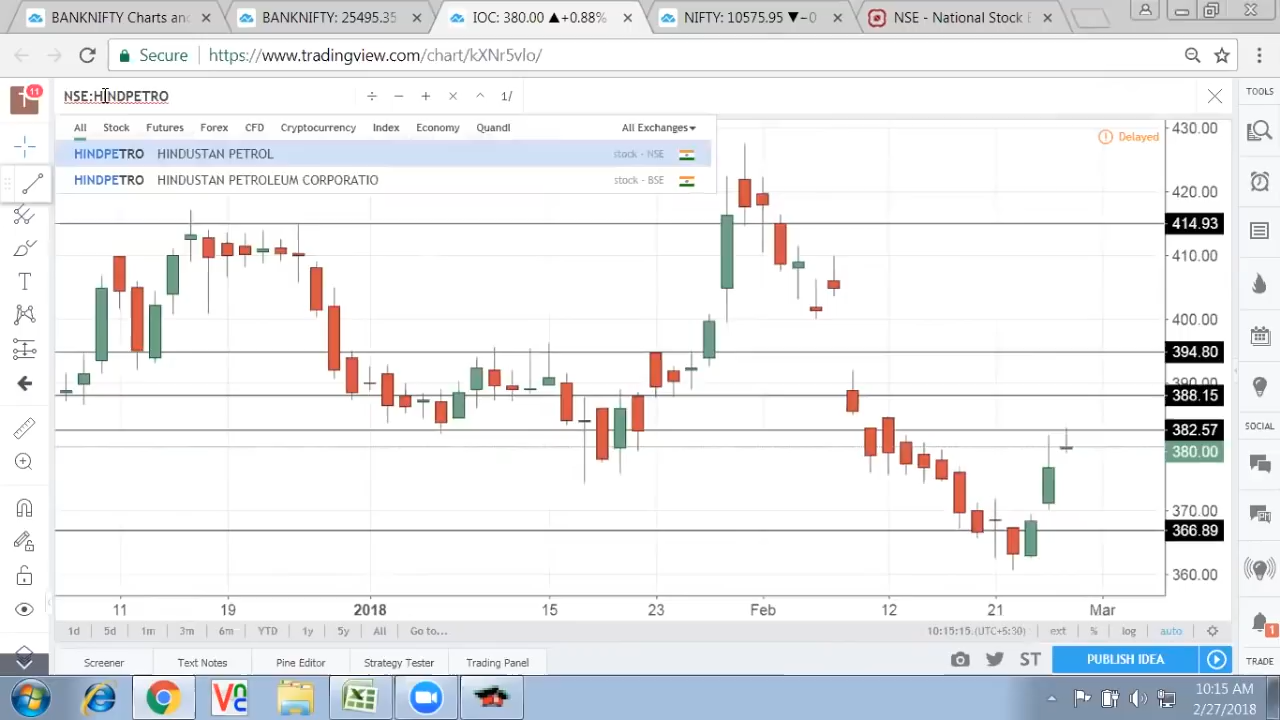 BANKNIFTY Charts an
BANKNIFTY: 25495.35
IOC: 380.00 ▲+0.88%
NIFTY: 10575.95 ▼−0
NSE - National Stock E
Secure
https://www.tradingview.com/chart/kXNr5vlo/
11
NSE:HINDPETRO
÷ − + × ^ 1/
TOOLS
All Stock Futures Forex CFD Cryptocurrency Index Economy Quandl All Exchanges
HINDPETRO HINDUSTAN PETROL stock - NSE
HINDPETRO HINDUSTAN PETROLEUM CORPORATIO stock - BSE
Delayed
430.00
420.00
414.93
410.00
400.00
394.80
390.00
388.15
382.57
380.00
370.00
366.89
360.00
SOCIAL
11 19 2018 15 23 Feb 12 21 Mar
1d 5d 1m 3m 6m YTD 1y 5y All Go to...
10:15:15 (UTC+5:30) ext % log auto
1
Screener Text Notes Pine Editor Strategy Tester Trading Panel
ST
PUBLISH IDEA
TRADE
10:15 AM
2/27/2018